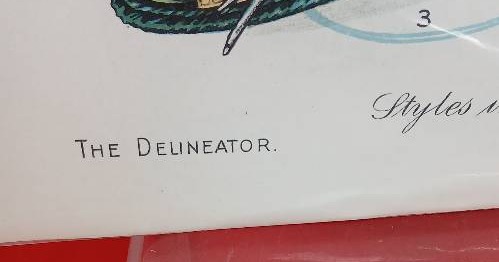 3
Styles
THE DELINEATOR.